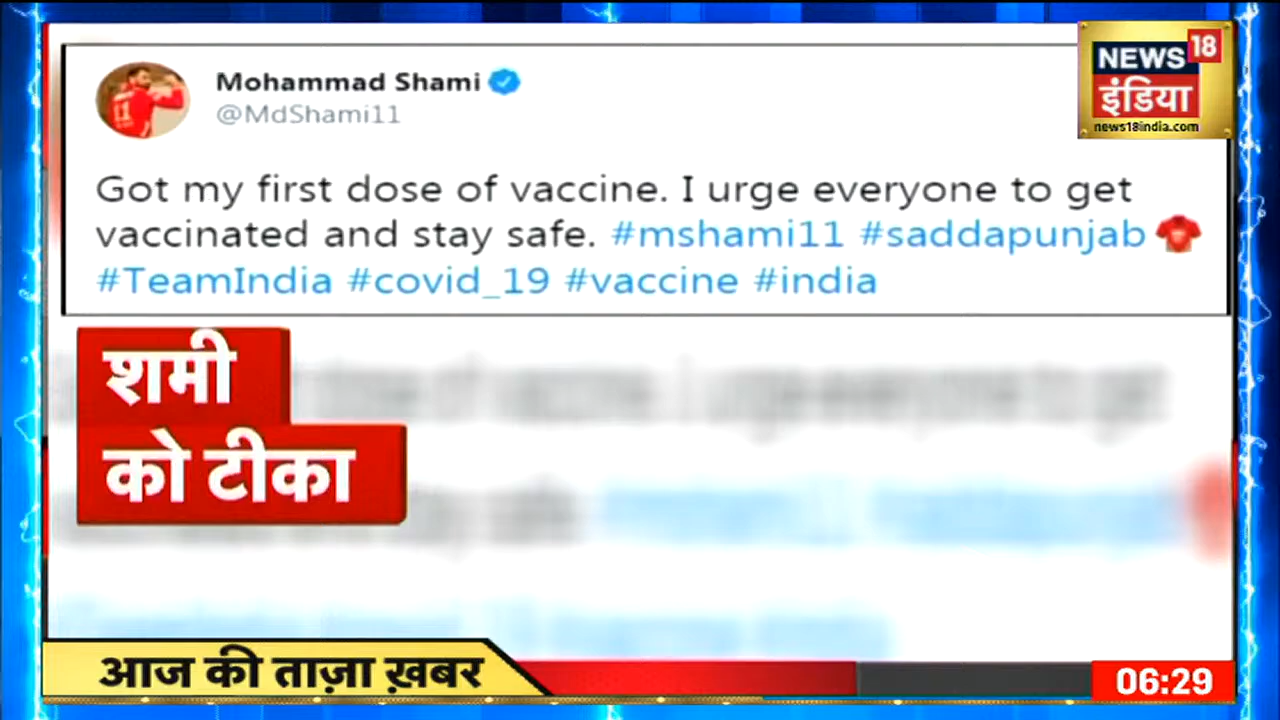 Mohammad Shami
@MdShami11
NEWS 18
इंडिया
news18india.com
Got my first dose of vaccine. I urge everyone to get
vaccinated and stay safe. #mshami11 #saddapunjab
#TeamIndia #covid_19 #vaccine #india
शमी
को टीका
आज की ताज़ा ख़बर
06:29